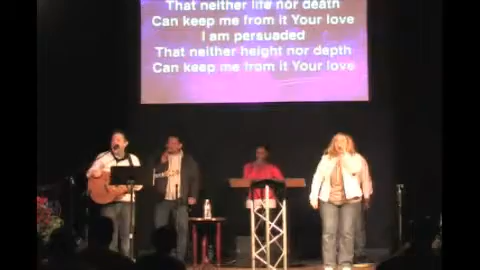 That neither life nor death
Can keep me from it Your love
I am persuaded
That neither height nor depth
Can keep me from it Your love